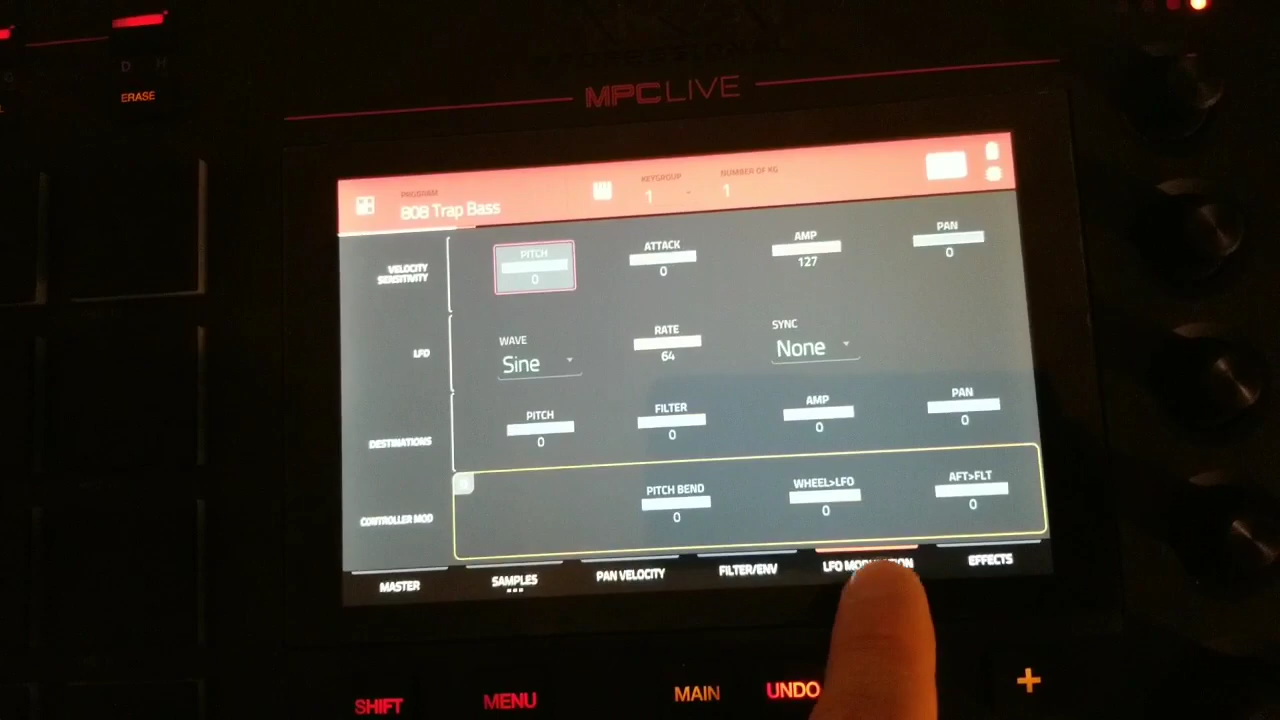 D H
ERASE
MPC LIVE
PROGRAM
808 Trap Bass
KEYGROUP
1
NUMBER OF KG
1
VELOCITY
SENSITIVITY
PITCH
0
ATTACK
0
AMP
127
PAN
0
LFO
WAVE
Sine
RATE
64
SYNC
None
DESTINATIONS
PITCH
0
FILTER
0
AMP
0
PAN
0
CONTROLLER MOD
PITCH BEND
0
WHEEL>LFO
0
AFT>FLT
0
MASTER
SAMPLES
PAN VELOCITY
FILTER/ENV
LFO MODULATION
EFFECTS
SHIFT
MENU
MAIN
UNDO
+